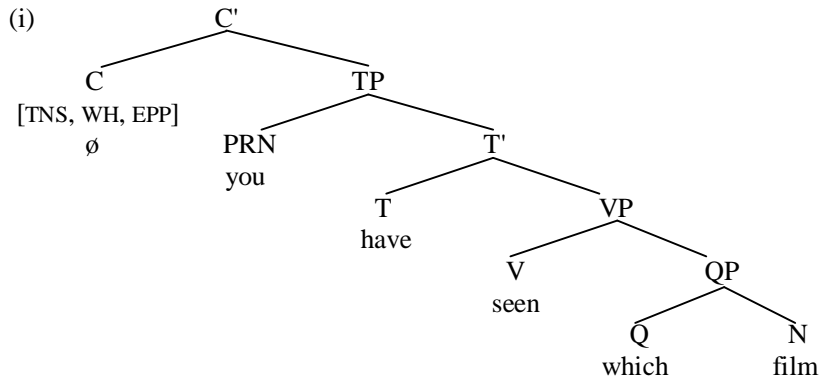 (i) C'
C TP
[TNS, WH, EPP]
ø PRN T'
you
T VP
have
V QP
seen
Q N
which film